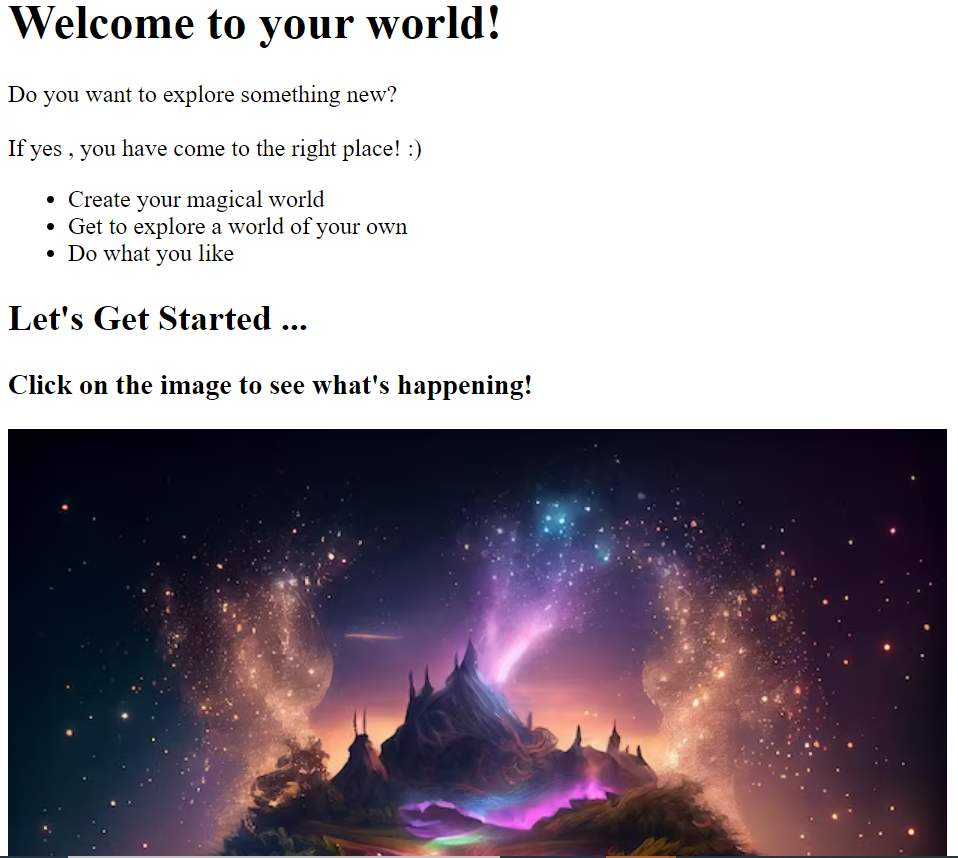 Welcome to your world!
Do you want to explore something new?
If yes , you have come to the right place! :)
Create your magical world
Get to explore a world of your own
Do what you like
Let's Get Started ...
Click on the image to see what's happening!